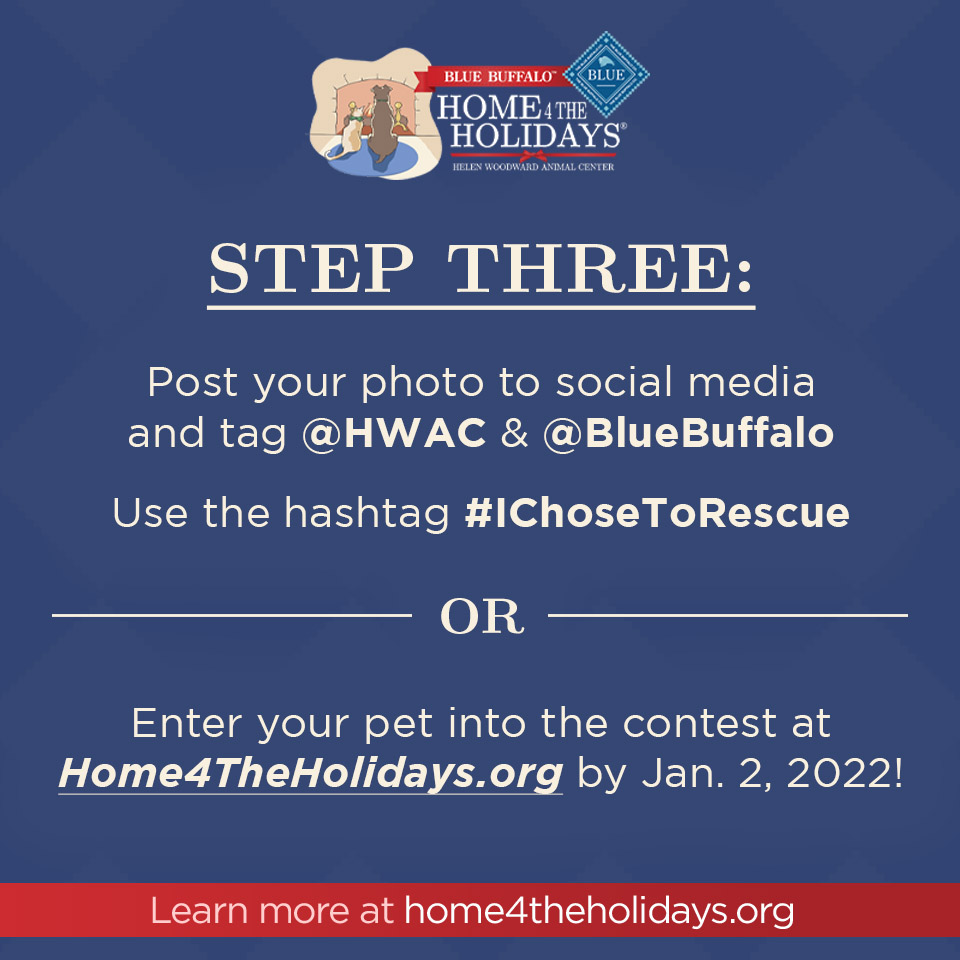 BLUE BUFFALO™
BLUE
HOME 4 THE
HOLIDAYS®
HELEN WOODWARD ANIMAL CENTER
STEP THREE:
Post your photo to social media
and tag @HWAC & @BlueBuffalo
Use the hashtag #IChoseToRescue
OR
Enter your pet into the contest at
Home4TheHolidays.org by Jan. 2, 2022!
Learn more at home4theholidays.org